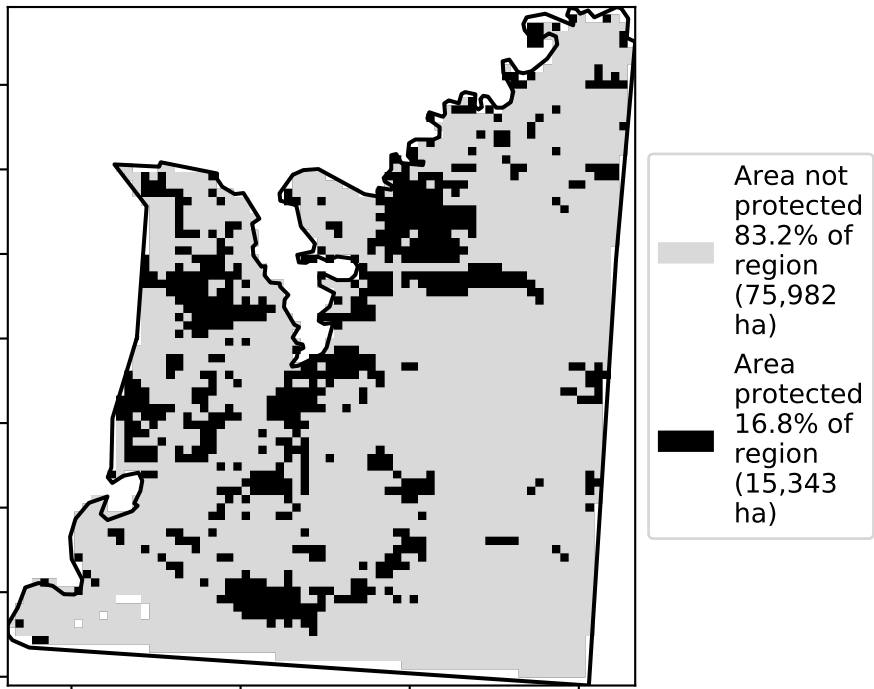 Area not
protected
83.2% of
region
(75,982
ha)
Area
protected
16.8% of
region
(15,343
ha)